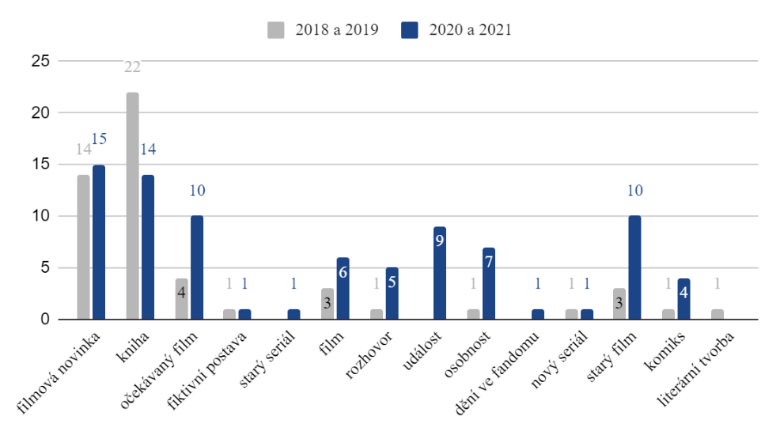 2018 a 2019 2020 a 2021
25
20
15
10
5
0
14 15 22 14 4 10 1 1 1 3 6 1 5 9 1 7 1 1 1 3 10 1 4 1
filmová novinka
kniha
očekávaný film
fiktivní postava
starý seriál
film
rozhovor
událost
osobnost
dění ve fandomu
nový seriál
starý film
komiks
literární tvorba